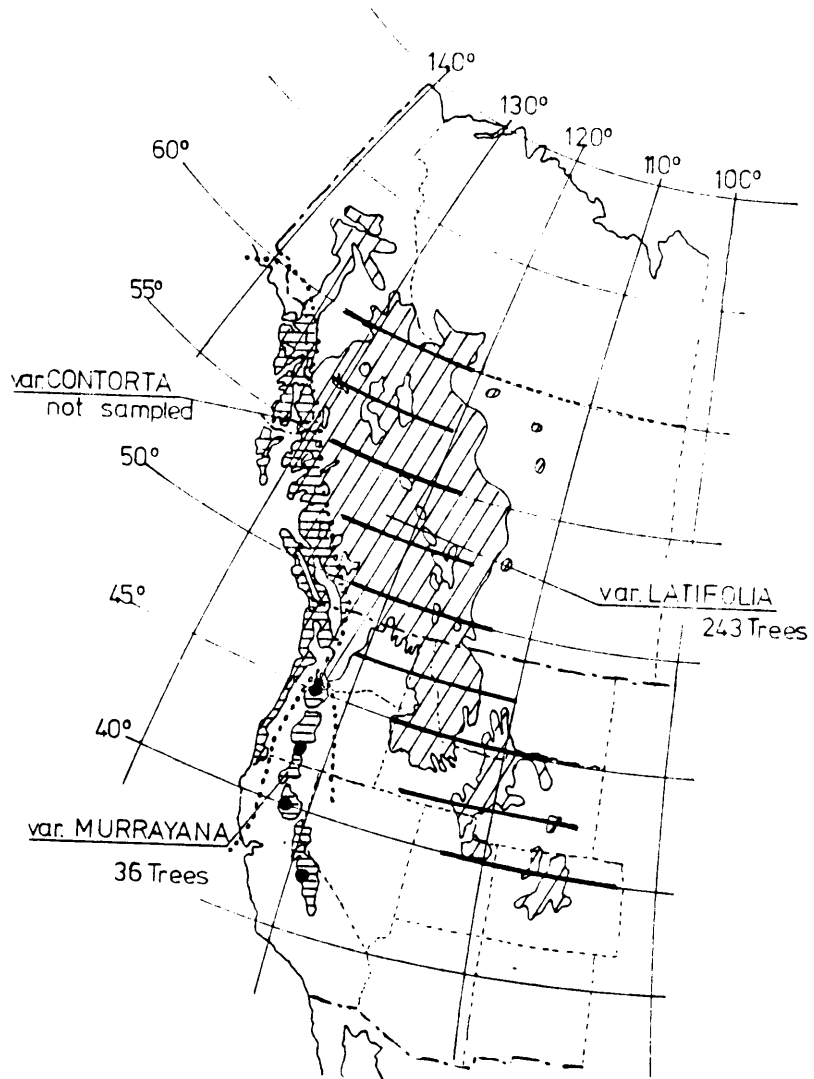 140°
130°
120°
110°
100°
60°
55°
var. CONTORTA
not sampled
50°
var. LATIFOLIA
243 Trees
45°
40°
var. MURRAYANA
36 Trees